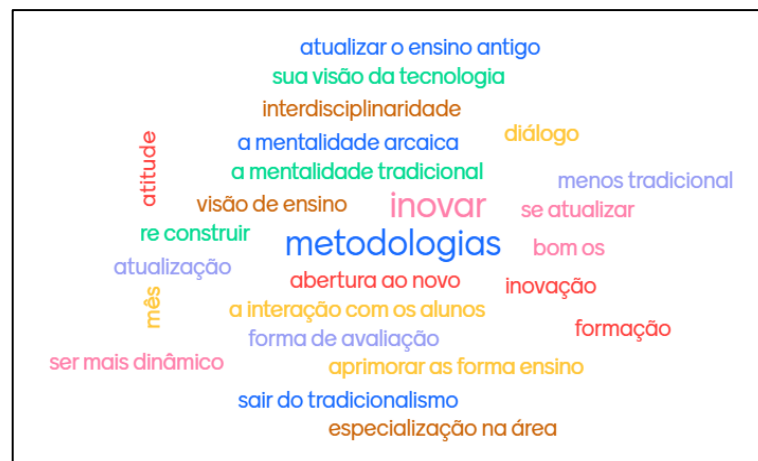 atualizar o ensino antigo
sua visão da tecnologia
interdisciplinaridade
diálogo
a mentalidade arcaica
atitude
a mentalidade tradicional
menos tradicional
visão de ensino
inovar
se atualizar
re construir
metodologias
bom os
atualização
abertura ao novo
inovação
mês
a interação com os alunos
formação
forma de avaliação
ser mais dinâmico
aprimorar as forma ensino
sair do tradicionalismo
especialização na área